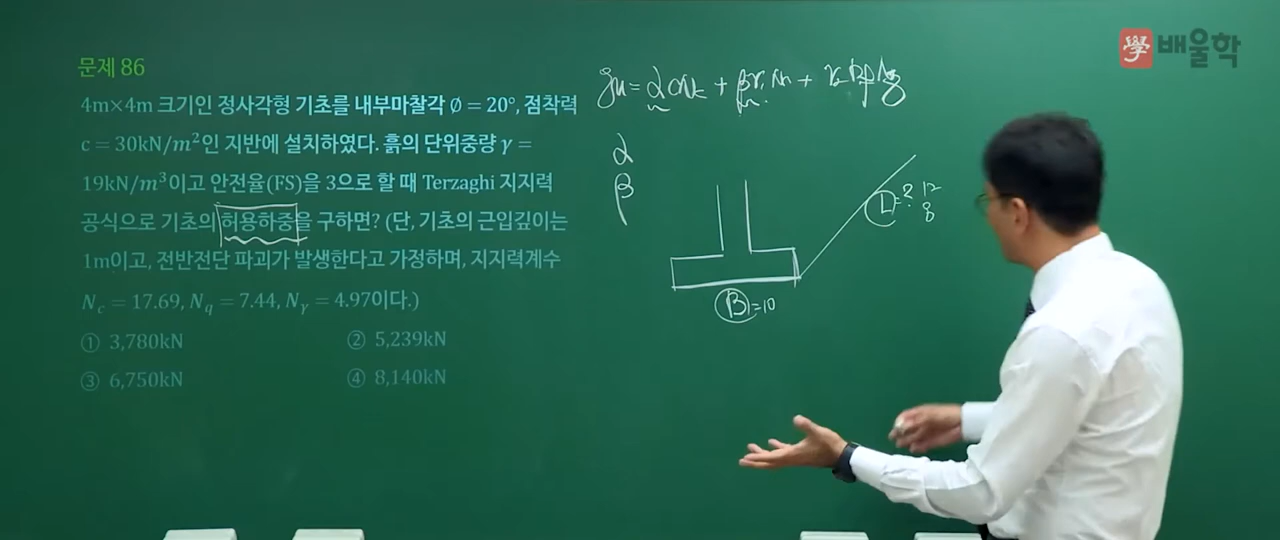 學 배울학
문제 86
4m×4m 크기인 정사각형 기초를 내부마찰각 Ø = 20°, 점착력
c = 30kN/m²인 지반에 설치하였다. 흙의 단위중량 γ =
19kN/m³이고 안전율(FS)을 3으로 할 때 Terzaghi 지지력
공식으로 기초의 허용하중을 구하면? (단, 기초의 근입깊이는
1m이고, 전반전단 파괴가 발생한다고 가정하며, 지지력계수
N_c = 17.69, N_q = 7.44, N_γ = 4.97이다.)
① 3,780kN ② 5,239kN
③ 6,750kN ④ 8,140kN
α
β
L=? 12
8
B=10